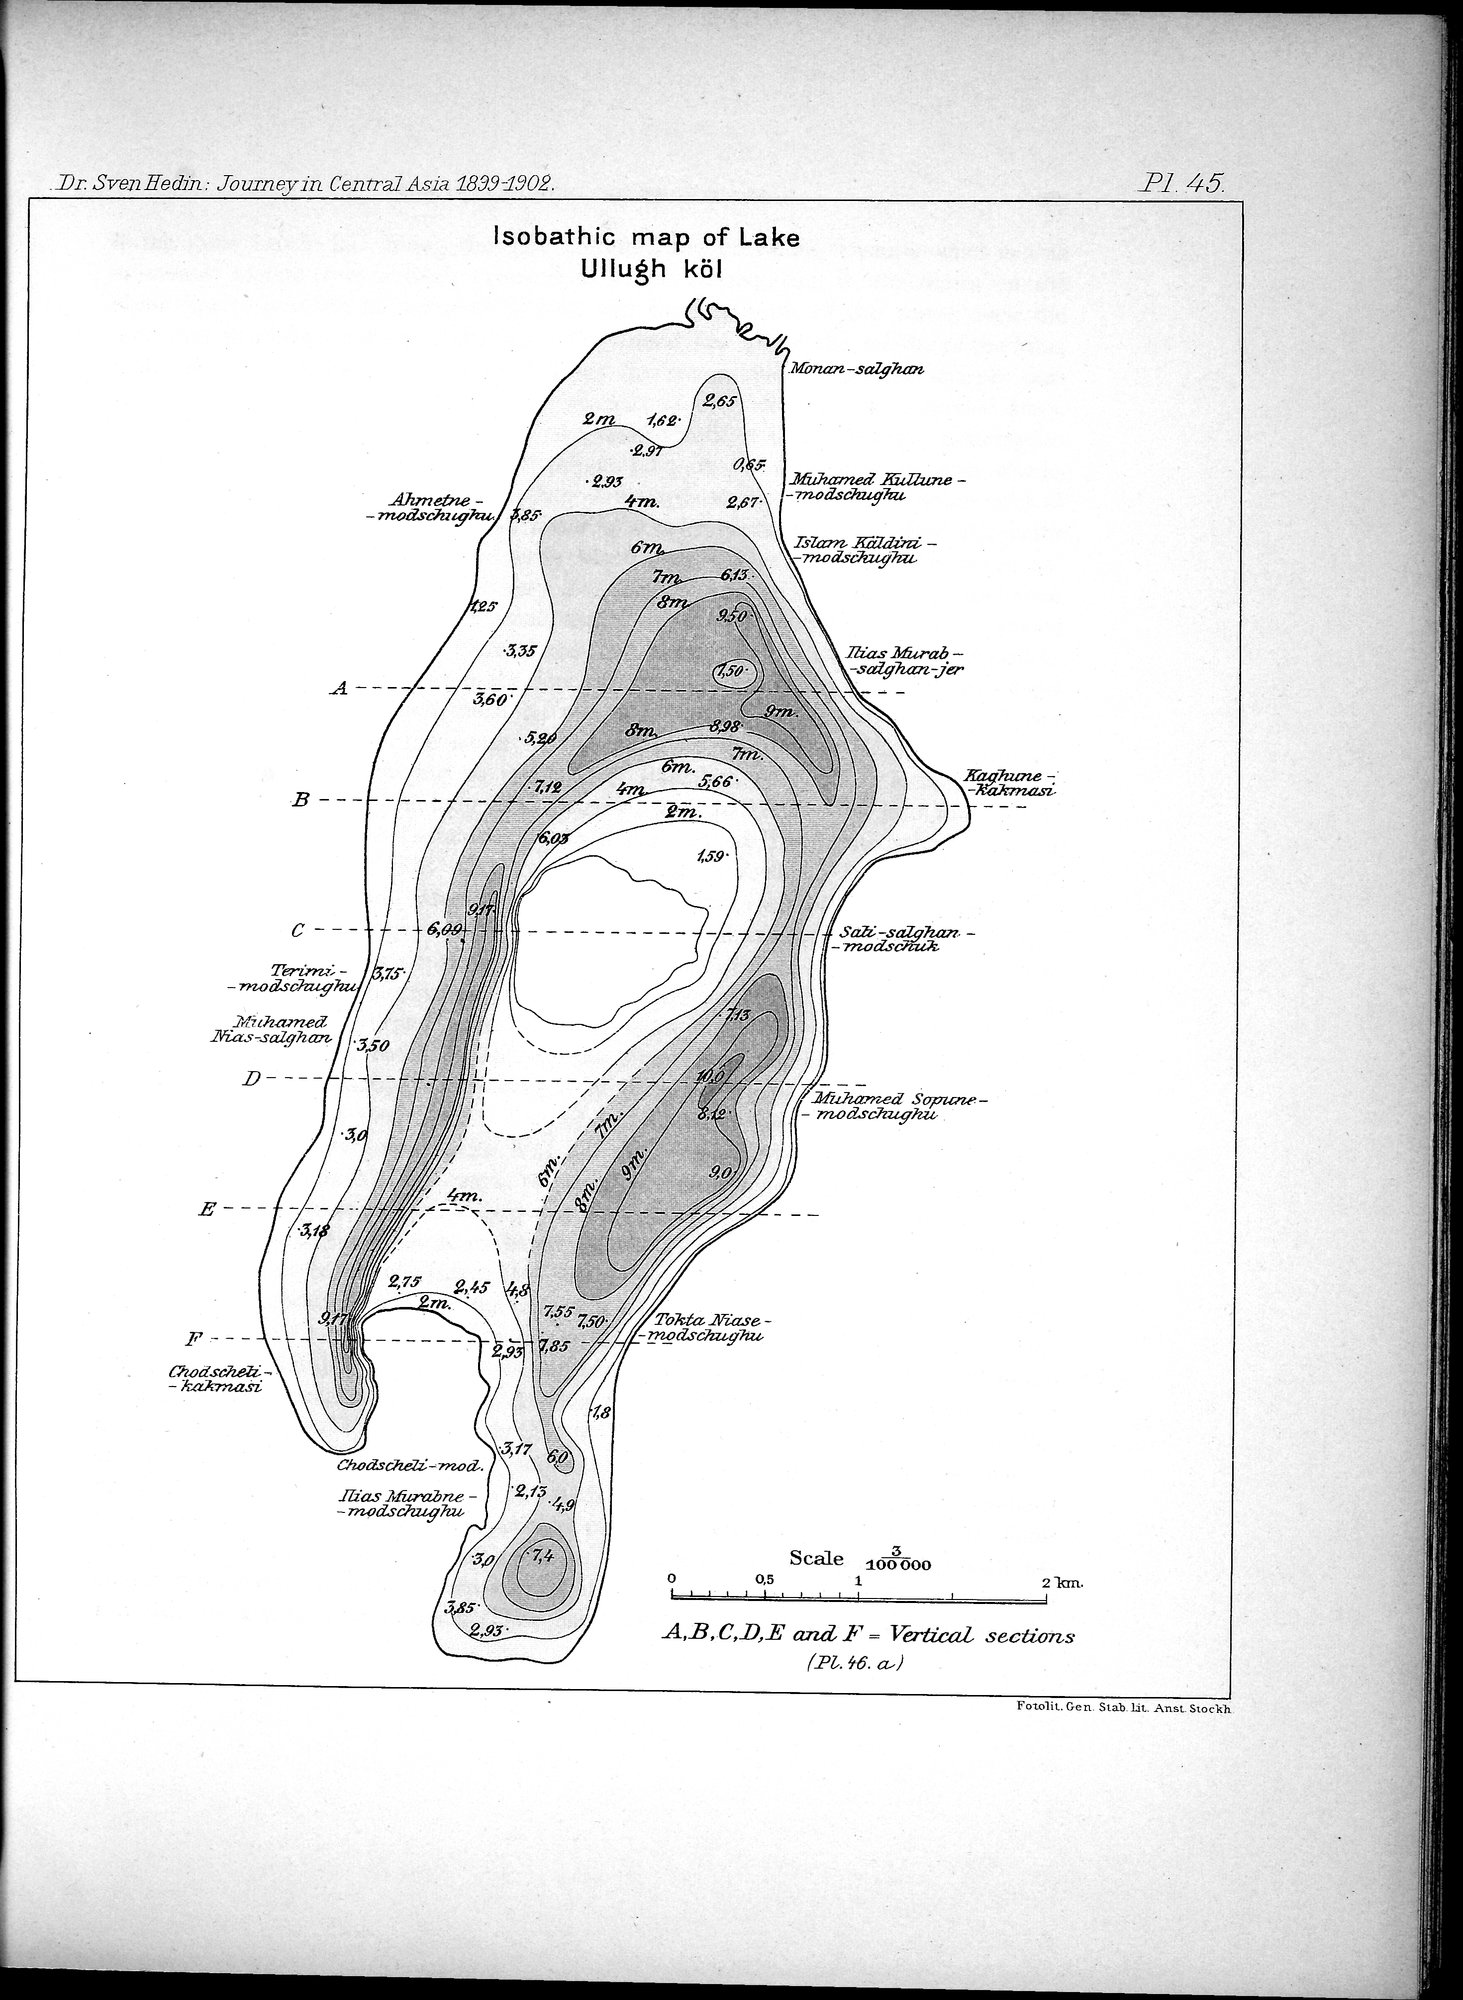 Dr. Sven Hedin: Journey in Central Asia 1899-1902.
Pl. 45.
Isobathic map of Lake
Ullugh köl
Monan-salghan
2,65
2 m
1,62
2,97
0,65
2,93
Muhamed Kullune-
-modschughu
Ahmetne-
-modschughu
3,85
4m.
2,67
Islam Käldini-
-modschughu
6m.
7m.
6,13
8m
1,25
9,50
3,35
Ilias Murab-
-salghan-jer
7,50
A
3,60
9m.
5,20
8m.
8,98
7m.
6m.
Kaghune-
-kakmasi
7,12
4m.
5,66
B
2m.
6,03
1,59
9,17
C
6,09
Sati-salghan-
-modschuk
Terimi-
-modschughu
3,75
Muhamed
Nias-salghan
7,13
3,50
D
10,0
Muhamed Sopune-
-modschughu
8,12
7m.
3,0
9m.
6m.
9,0
8m.
4m.
E
3,18
2,75
2,45
4,8
2m.
7,55
9,17
7,50
Tokta Niase-
-modschughu
F
2,93
7,85
Chodscheli-
-kakmasi
1,8
3,17
6,0
Chodscheli-mod.
Ilias Murabne-
-modschughu
2,13
4,9
3,0
7,4
3,85
2,93
Scale 3/100 000
0 0,5 1 2 km.
A,B,C,D,E and F = Vertical sections
(Pl. 46. a)
Fotolit. Gen. Stab. lit. Anst. Stockh.